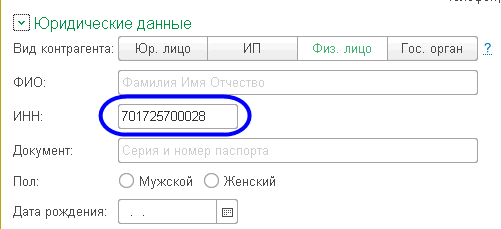 Юридические данные
Вид контрагента: Юр. лицо ИП Физ. лицо Гос. орган ?
ФИО: Фамилия Имя Отчество
ИНН: 701725700028
Документ: Серия и номер паспорта
Пол: Мужской Женский
Дата рождения: . .